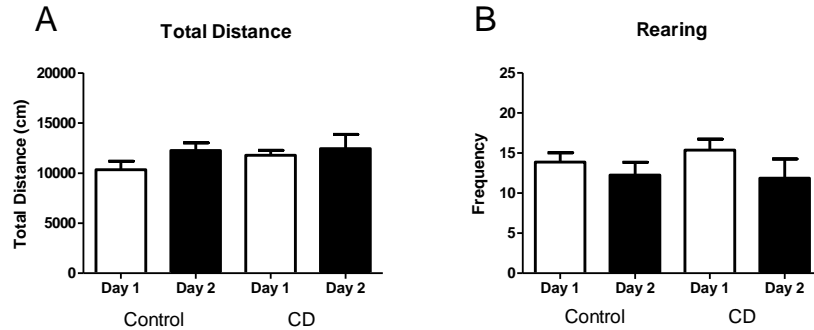 A
Total Distance
Total Distance (cm)
20000
15000
10000
5000
0
Day 1 Day 2 Day 1 Day 2
Control CD
B
Rearing
Frequency
25
20
15
10
5
0
Day 1 Day 2 Day 1 Day 2
Control CD